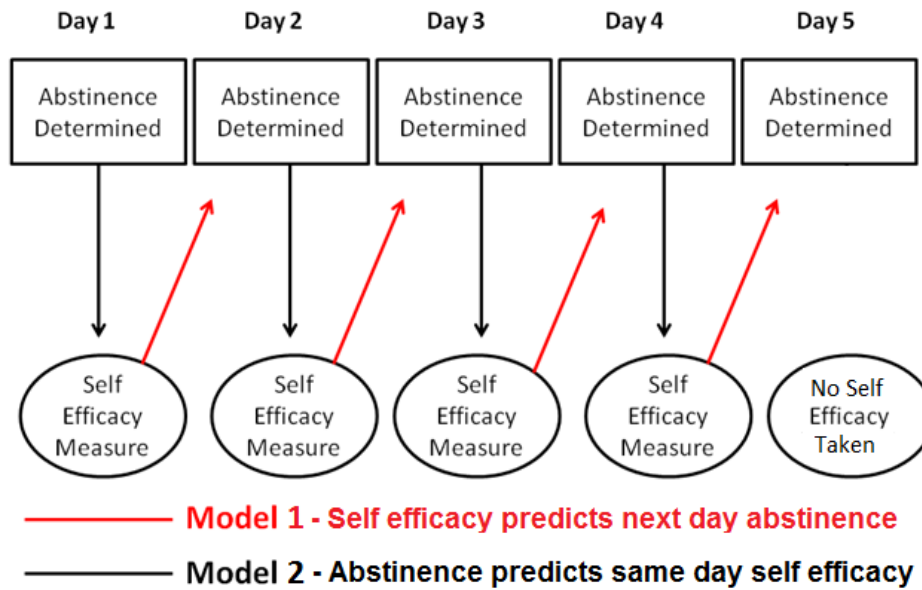 Day 1 Day 2 Day 3 Day 4 Day 5
Abstinence Abstinence Abstinence Abstinence Abstinence
Determined Determined Determined Determined Determined
Self Self Self Self No Self
Efficacy Efficacy Efficacy Efficacy Efficacy
Measure Measure Measure Measure Taken
Model 1 - Self efficacy predicts next day abstinence
Model 2 - Abstinence predicts same day self efficacy